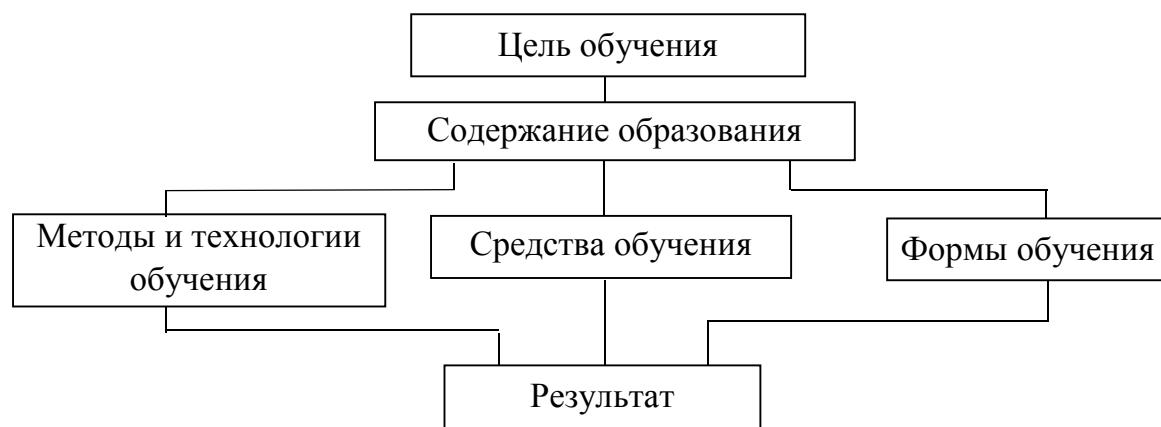 Цель обучения
Содержание образования
Методы и технологии
обучения
Средства обучения
Формы обучения
Результат